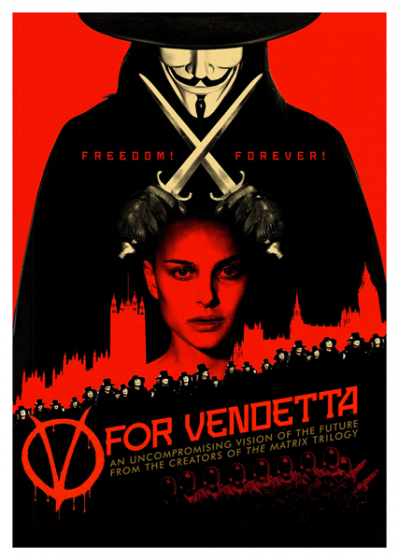 FREEDOM! FOREVER!
V FOR VENDETTA
AN UNCOMPROMISING VISION OF THE FUTURE
FROM THE CREATORS OF THE MATRIX TRILOGY